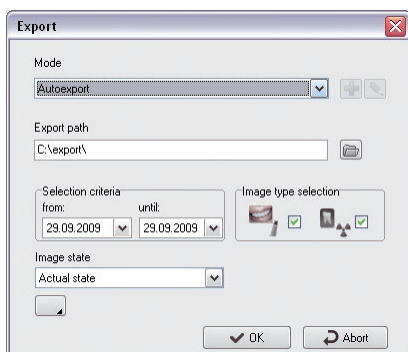 Export
Mode
Autoexport
Export path
C:\export\
Selection criteria
Image type selection
from:
until:
29.09.2009
29.09.2009
Image state
Actual state
OK
Abort